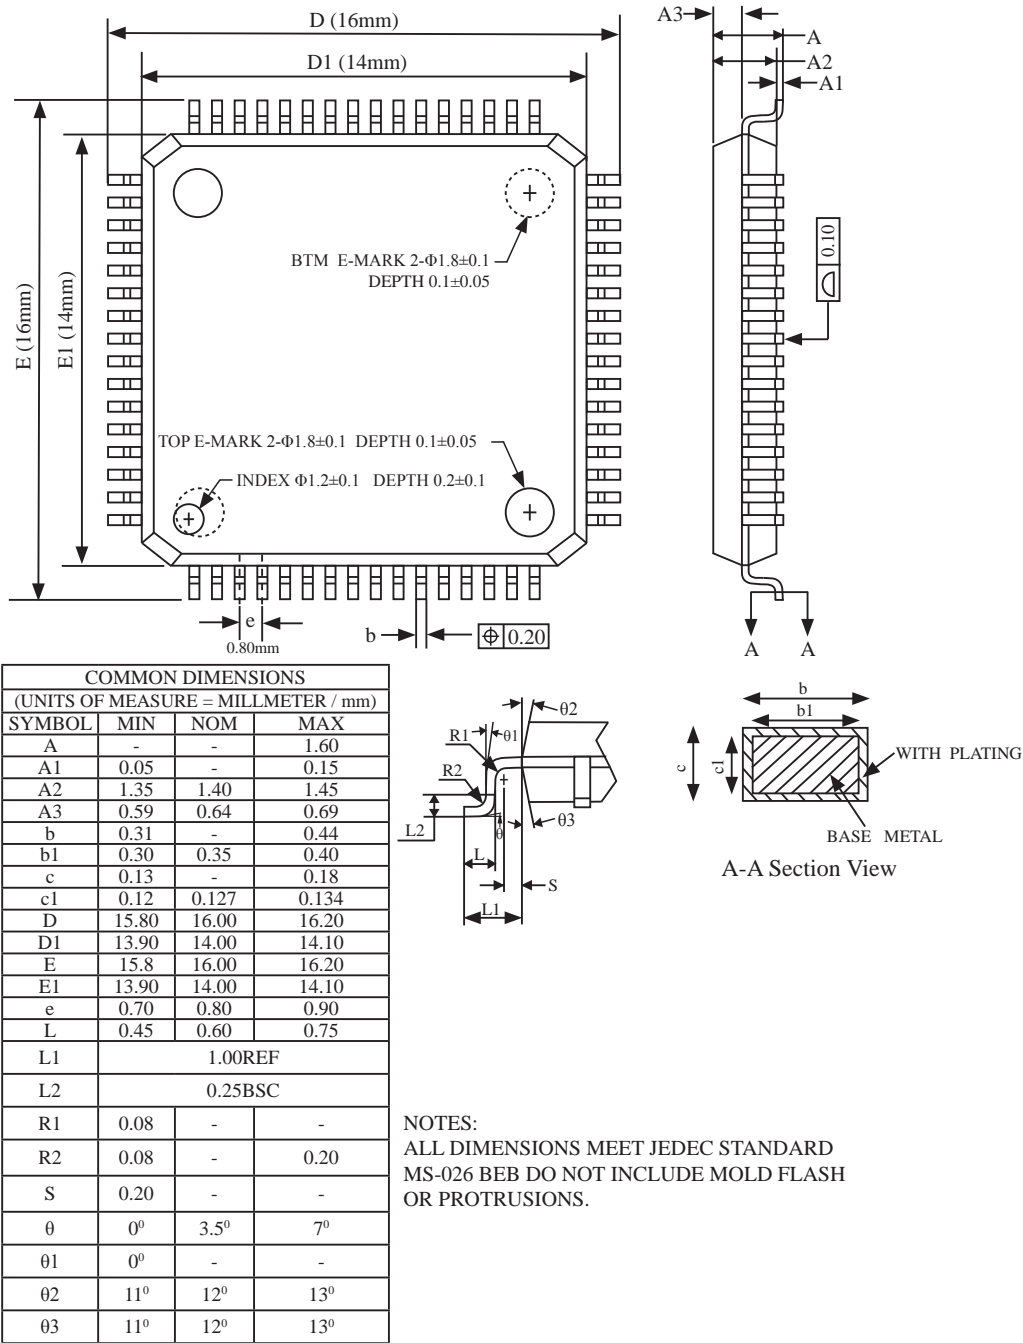 D (16mm)
D1 (14mm)
A3
A
A2
A1
E (16mm)
E1 (14mm)
BTM E-MARK 2-Φ1.8±0.1
DEPTH 0.1±0.05
0.10
TOP E-MARK 2-Φ1.8±0.1 DEPTH 0.1±0.05
INDEX Φ1.2±0.1 DEPTH 0.2±0.1
e
0.80mm
b
0.20
A A
COMMON DIMENSIONS
(UNITS OF MEASURE = MILLMETER / mm)
SYMBOL MIN NOM MAX
A - - 1.60
A1 0.05 - 0.15
A2 1.35 1.40 1.45
A3 0.59 0.64 0.69
b 0.31 - 0.44
b1 0.30 0.35 0.40
c 0.13 - 0.18
c1 0.12 0.127 0.134
D 15.80 16.00 16.20
D1 13.90 14.00 14.10
E 15.8 16.00 16.20
E1 13.90 14.00 14.10
e 0.70 0.80 0.90
L 0.45 0.60 0.75
L1 1.00REF
L2 0.25BSC
R1 0.08 - -
R2 0.08 - 0.20
S 0.20 - -
θ 0⁰ 3.5⁰ 7⁰
θ1 0⁰ - -
θ2 11⁰ 12⁰ 13⁰
θ3 11⁰ 12⁰ 13⁰
θ2
R1
θ1
R2
L2
θ
θ3
L
S
L1
b
b1
c
c1
WITH PLATING
BASE METAL
A-A Section View
NOTES:
ALL DIMENSIONS MEET JEDEC STANDARD
MS-026 BEB DO NOT INCLUDE MOLD FLASH
OR PROTRUSIONS.